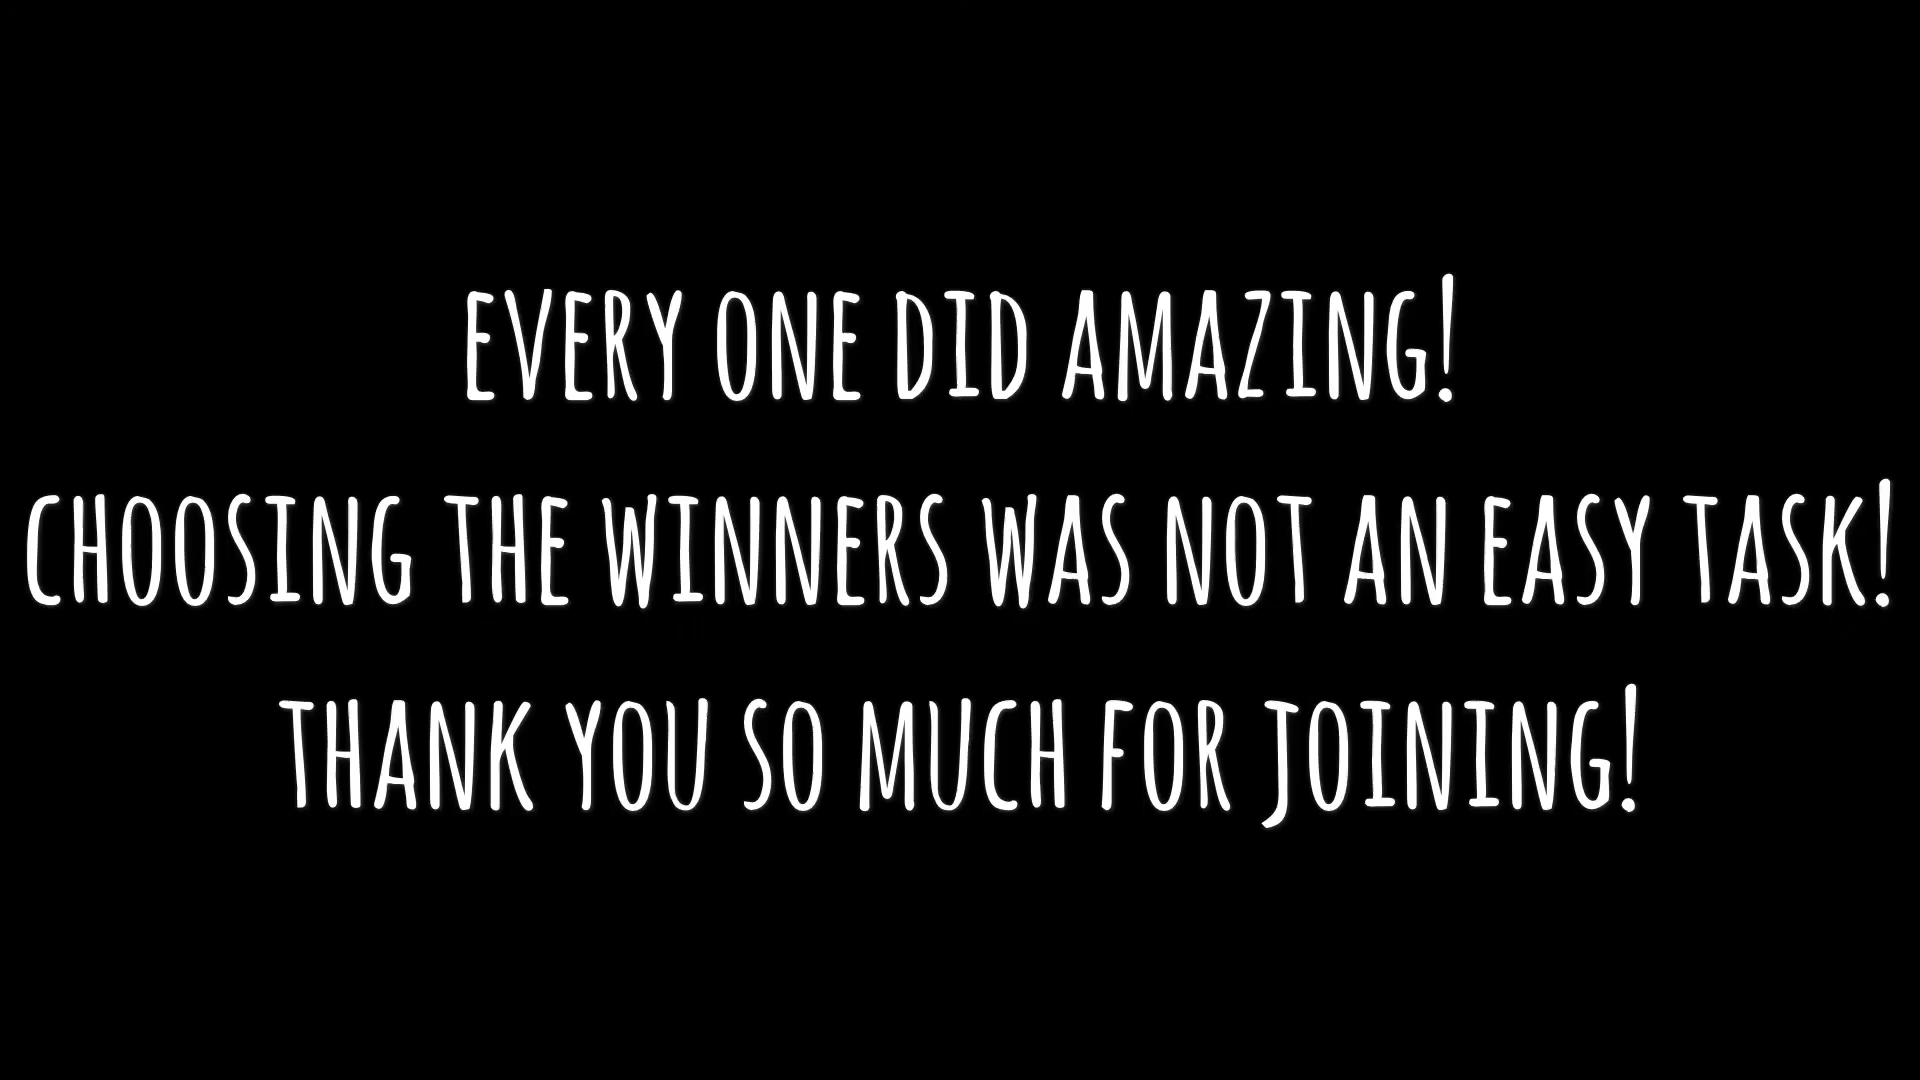 EVERY ONE DID AMAZING!
CHOOSING THE WINNERS WAS NOT AN EASY TASK!
THANK YOU SO MUCH FOR JOINING!